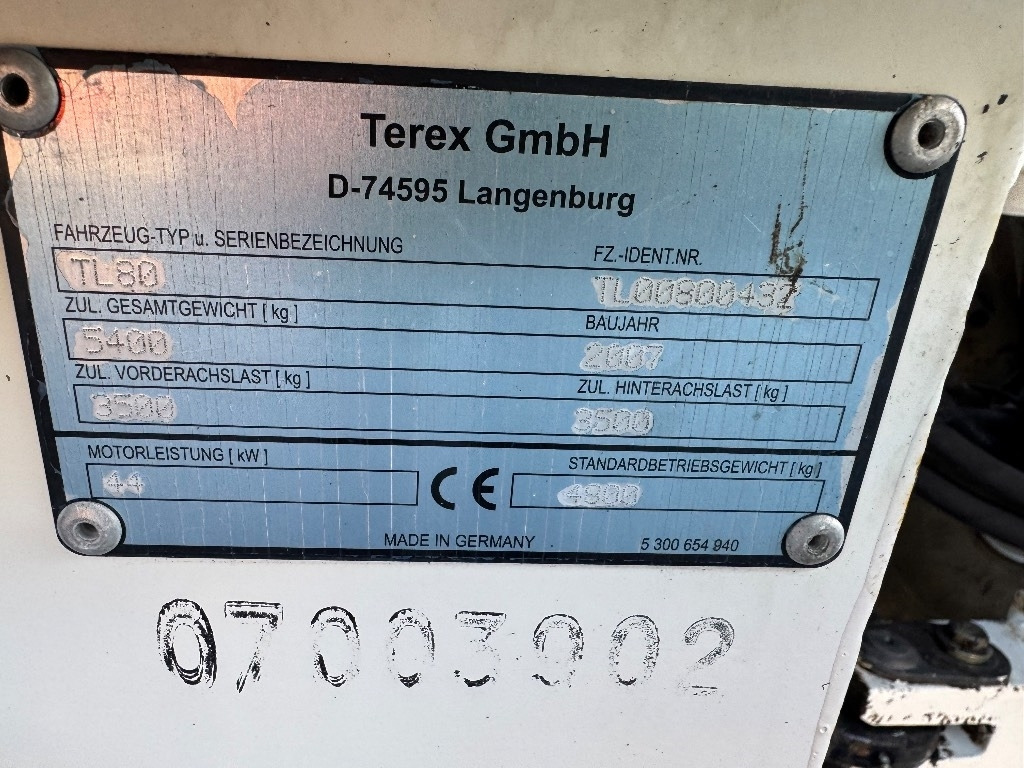 Terex GmbH
D-74595 Langenburg
FAHRZEUG-TYP u. SERIENBEZEICHNUNG FZ.-IDENT.NR.
TL80 TL00800432
ZUL. GESAMTGEWICHT [ kg ] BAUJAHR
5400 2007
ZUL. VORDERACHSLAST [ kg ] ZUL. HINTERACHSLAST [ kg ]
3500 3500
MOTORLEISTUNG [ kW ] STANDARDBETRIEBSGEWICHT [ kg ]
44 CE 4800
MADE IN GERMANY 5 300 654 940
07003902